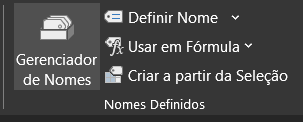 Gerenciador
de Nomes
Definir Nome
Usar em Fórmula
Criar a partir da Seleção
Nomes Definidos